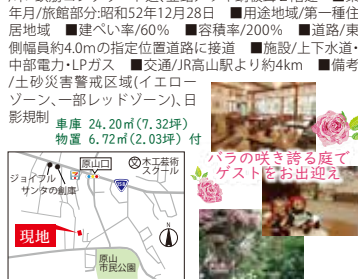 年月/旅館部分:昭和52年12月28日 ■用途地域/第一種住
居地域 ■建ぺい率/60% ■容積率/200% ■道路/東
側幅員約4.0mの指定位置道路に接道 ■施設/上下水道・
中部電力・LPガス ■交通/JR高山駅より約4km ■備考
/土砂災害警戒区域(イエロー
ゾーン、一部レッドゾーン)、日
影規制
車庫 24.20㎡(7.32坪)
物置 6.72㎡(2.03坪) 付
バラの咲き誇る庭で
ゲストをお出迎え
原山口
文 木工芸術
スクール
ジョイフル
サンタの創庫
158
現地
N
原山
市民公園